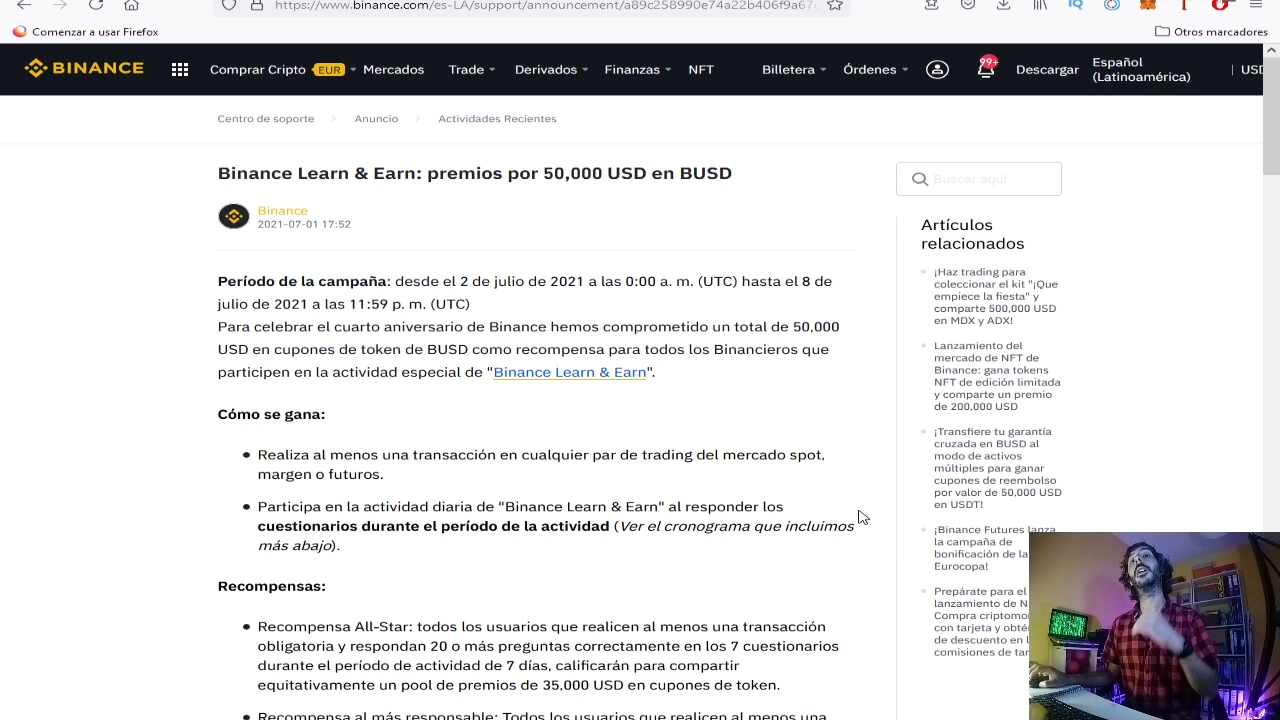 https://www.binance.com/es-LA/support/announcement/a89c258990e74a22b406f9a67
Comenzar a usar Firefox
Otros marcadores
BINANCE
Comprar Cripto EUR
Mercados
Trade
Derivados
Finanzas
NFT
Billetera
Órdenes
99+
Descargar
Español
(Latinoamérica)
| USD
Centro de soporte
Anuncio
Actividades Recientes
Binance Learn & Earn: premios por 50,000 USD en BUSD
Binance
2021-07-01 17:52
Período de la campaña: desde el 2 de julio de 2021 a las 0:00 a. m. (UTC) hasta el 8 de
julio de 2021 a las 11:59 p. m. (UTC)
Para celebrar el cuarto aniversario de Binance hemos comprometido un total de 50,000
USD en cupones de token de BUSD como recompensa para todos los Binancieros que
participen en la actividad especial de "Binance Learn & Earn".
Cómo se gana:
Realiza al menos una transacción en cualquier par de trading del mercado spot,
margen o futuros.
Participa en la actividad diaria de "Binance Learn & Earn" al responder los
cuestionarios durante el período de la actividad (Ver el cronograma que incluimos
más abajo).
Recompensas:
Recompensa All-Star: todos los usuarios que realicen al menos una transacción
obligatoria y respondan 20 o más preguntas correctamente en los 7 cuestionarios
durante el período de actividad de 7 días, calificarán para compartir
equitativamente un pool de premios de 35,000 USD en cupones de token.
Recompensa al más responsable: Todos los usuarios que realicen al menos una
Buscar aquí
Artículos
relacionados
¡Haz trading para
coleccionar el kit "¡Que
empiece la fiesta" y
comparte 500,000 USD
en MDX y ADX!
Lanzamiento del
mercado de NFT de
Binance: gana tokens
NFT de edición limitada
y comparte un premio
de 200,000 USD
¡Transfiere tu garantía
cruzada en BUSD al
modo de activos
múltiples para ganar
cupones de reembolso
por valor de 50,000 USD
en USDT!
¡Binance Futures lanza
la campaña de
bonificación de la
Eurocopa!
Prepárate para el
lanzamiento de N
Compra criptomo
con tarjeta y obté
de descuento en l
comisiones de tar